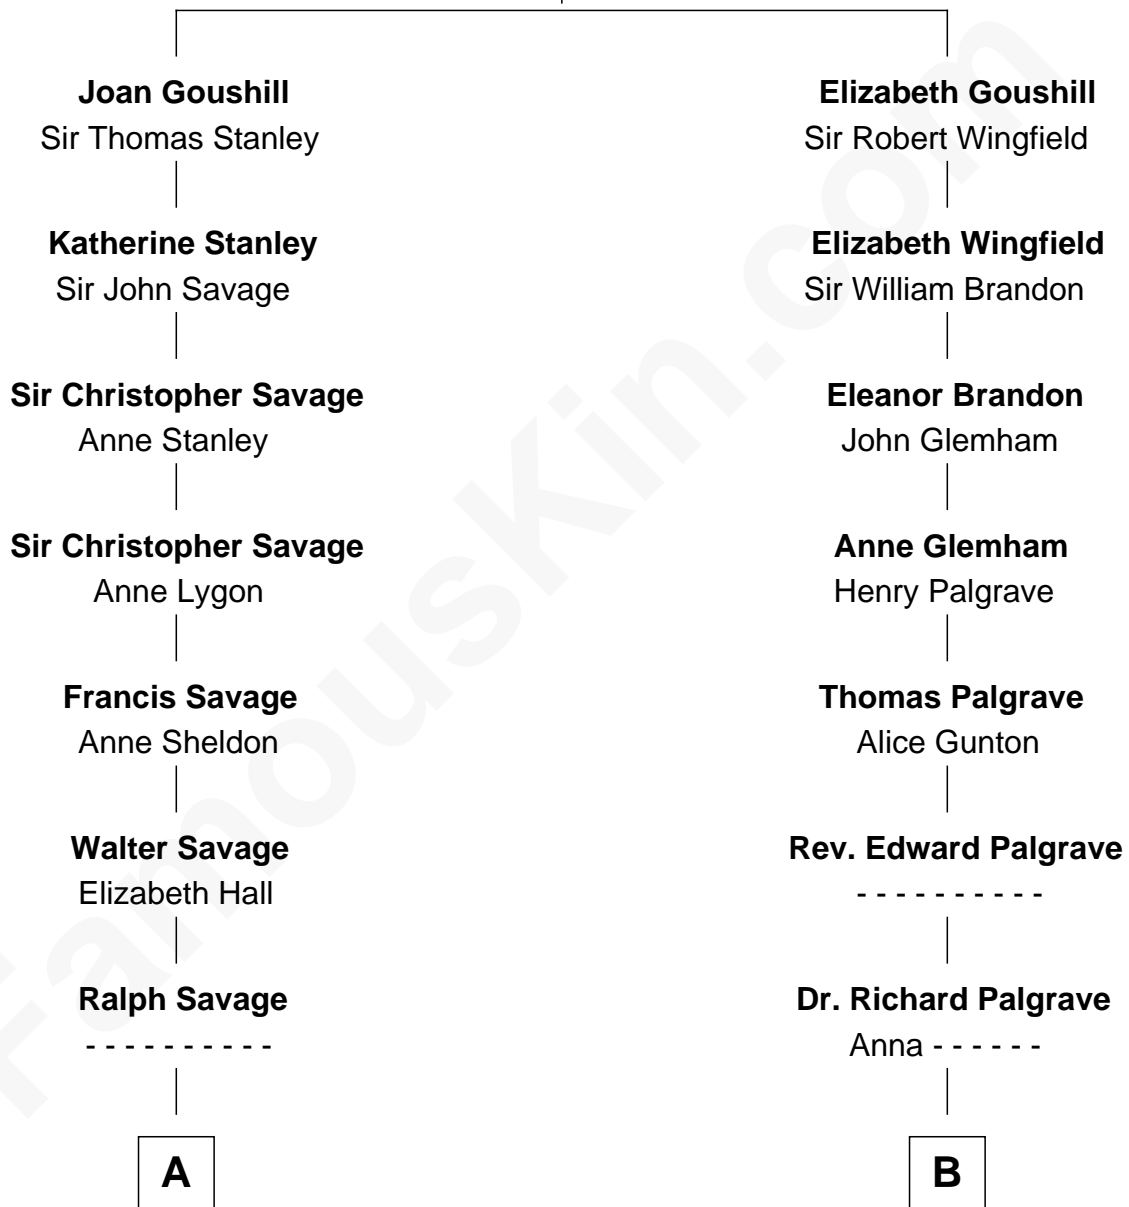 Joan Goushill
Sir Thomas Stanley
Katherine Stanley
Sir John Savage
Sir Christopher Savage
Anne Stanley
Sir Christopher Savage
Anne Lygon
Francis Savage
Anne Sheldon
Walter Savage
Elizabeth Hall
Ralph Savage
- - - - - - - - - -
A
Elizabeth Goushill
Sir Robert Wingfield
Elizabeth Wingfield
Sir William Brandon
Eleanor Brandon
John Glemham
Anne Glemham
Henry Palgrave
Thomas Palgrave
Alice Gunton
Rev. Edward Palgrave
- - - - - - - - - -
Dr. Richard Palgrave
Anna - - - - - -
B
FamousKin.com